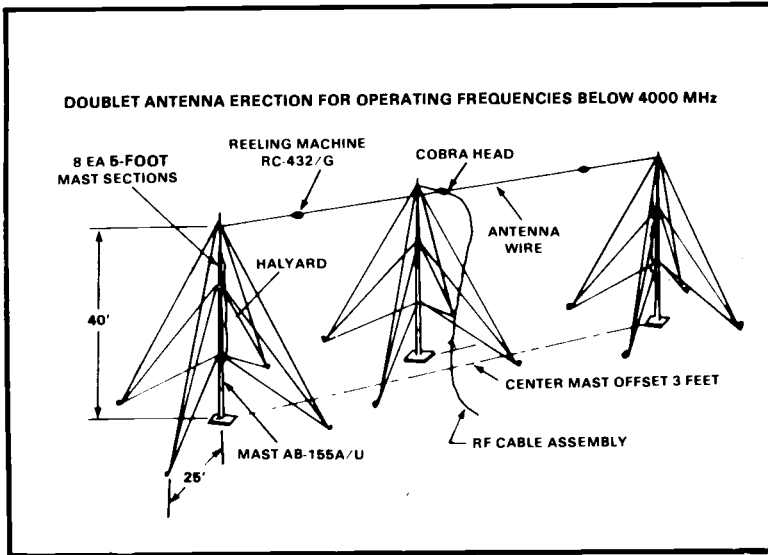 DOUBLET ANTENNA ERECTION FOR OPERATING FREQUENCIES BELOW 4000 MHz
8 EA 5-FOOT
MAST SECTIONS
REELING MACHINE
RC-432/G
COBRA HEAD
ANTENNA
WIRE
HALYARD
40'
CENTER MAST OFFSET 3 FEET
RF CABLE ASSEMBLY
MAST AB-155A/U
25'